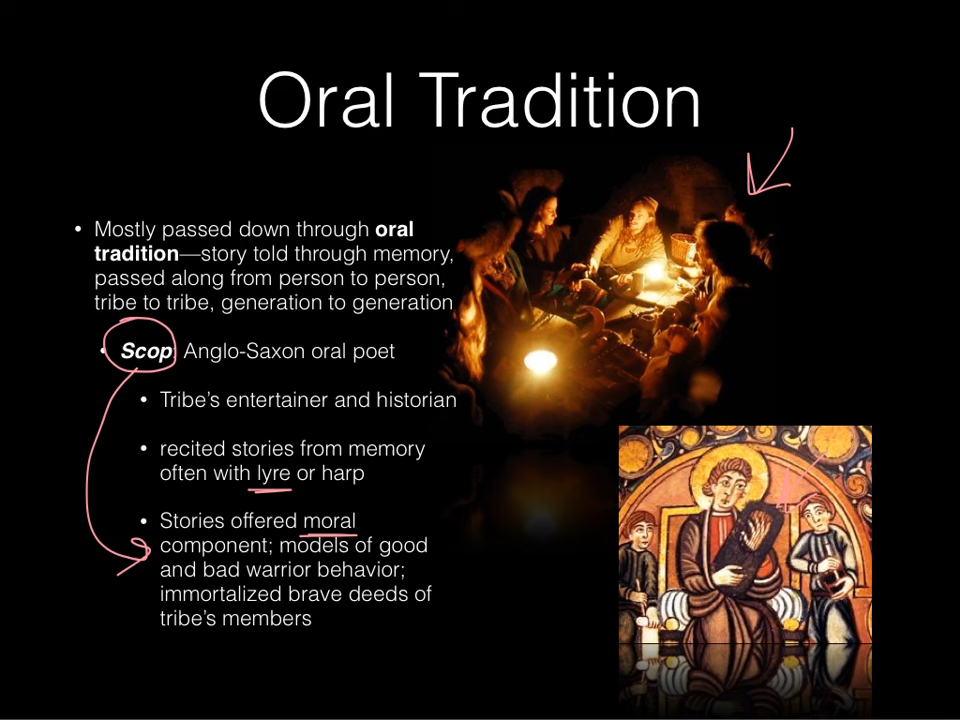 Oral Tradition
• Mostly passed down through oral
tradition—story told through memory,
passed along from person to person,
tribe to tribe, generation to generation
• Scop: Anglo-Saxon oral poet
• Tribe's entertainer and historian
• recited stories from memory
often with lyre or harp
• Stories offered moral
component; models of good
and bad warrior behavior;
immortalized brave deeds of
tribe's members